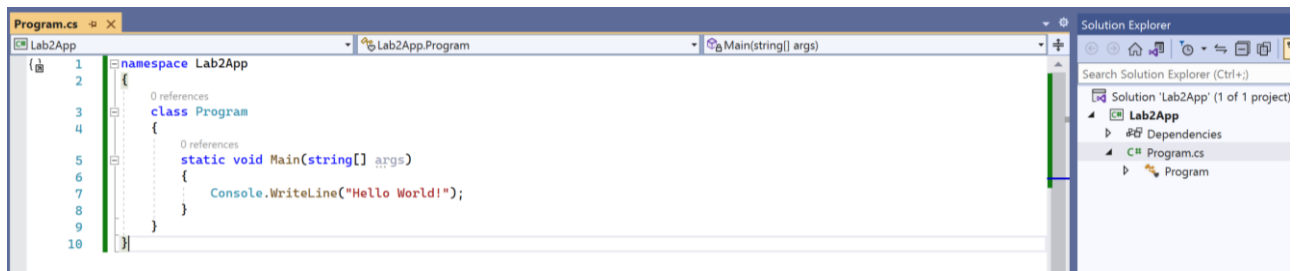 Program.cs
Lab2App
Lab2App.Program
Main(string[] args)
1 namespace Lab2App
2 {
0 references
3 class Program
4 {
0 references
5 static void Main(string[] args)
6 {
7 Console.WriteLine("Hello World!");
8 }
9 }
10 }
Solution Explorer
Search Solution Explorer (Ctrl+;)
Solution 'Lab2App' (1 of 1 project)
C# Lab2App
Dependencies
C# Program.cs
Program